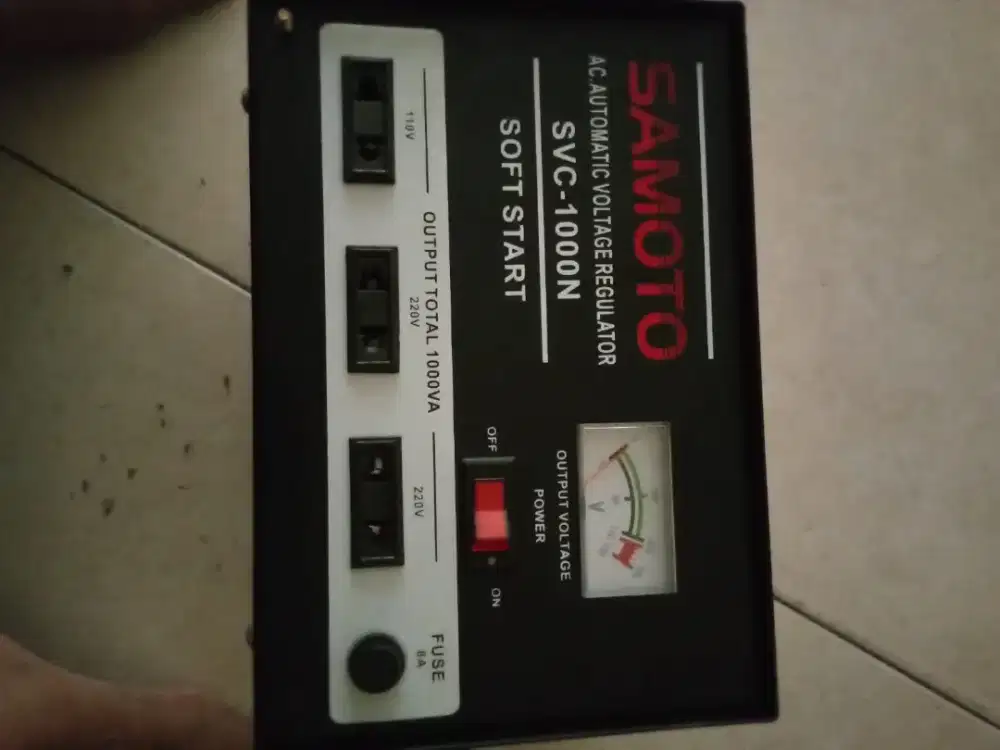 SAMOTO
AC.AUTOMATIC VOLTAGE REGULATOR
SVC-1000N
SOFT START
V
OUTPUT VOLTAGE
POWER
OFF
ON
OUTPUT TOTAL 1000VA
110V
220V
220V
FUSE
8A